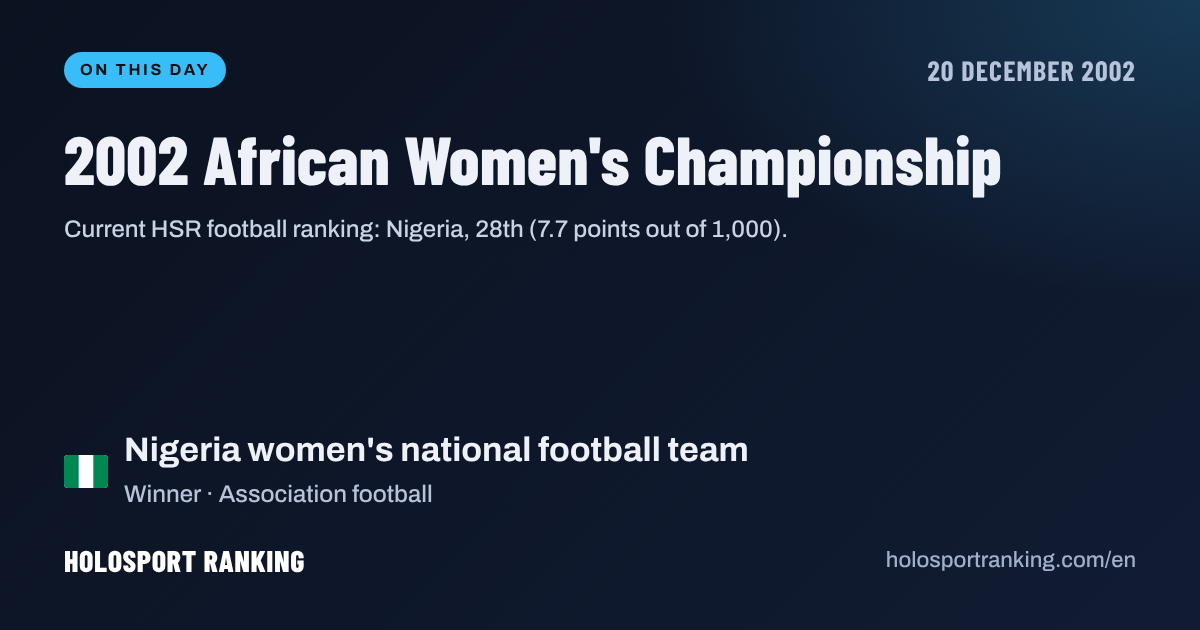 ON THIS DAY
20 DECEMBER 2002
2002 African Women's Championship
Current HSR football ranking: Nigeria, 28th (7.7 points out of 1,000).
Nigeria women's national football team
Winner · Association football
HOLOSPORT RANKING
holosportranking.com/en